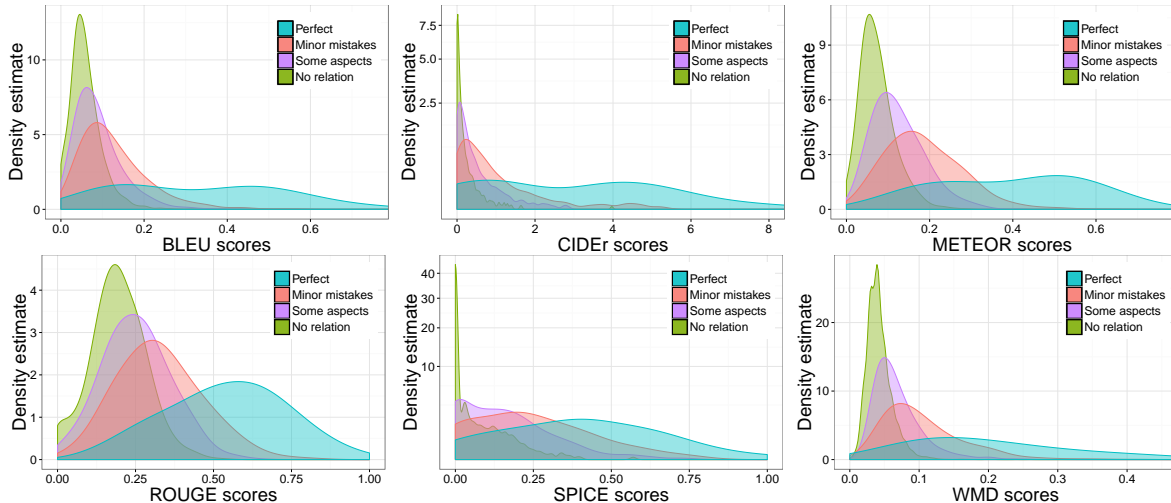 Density estimate
10
5
0
Perfect
Minor mistakes
Some aspects
No relation
0.0 0.2 0.4 0.6
BLEU scores
Density estimate
7.5
5.0
2.5
Perfect
Minor mistakes
Some aspects
No relation
0 2 4 6 8
CIDEr scores
Density estimate
9
6
3
0
Perfect
Minor mistakes
Some aspects
No relation
0.0 0.2 0.4 0.6
METEOR scores
Density estimate
4
3
2
1
0
Perfect
Minor mistakes
Some aspects
No relation
0.00 0.25 0.50 0.75 1.00
ROUGE scores
Density estimate
40
30
20
10
Perfect
Minor mistakes
Some aspects
No relation
0.00 0.25 0.50 0.75 1.00
SPICE scores
Density estimate
20
10
0
Perfect
Minor mistakes
Some aspects
No relation
0.0 0.1 0.2 0.3 0.4
WMD scores